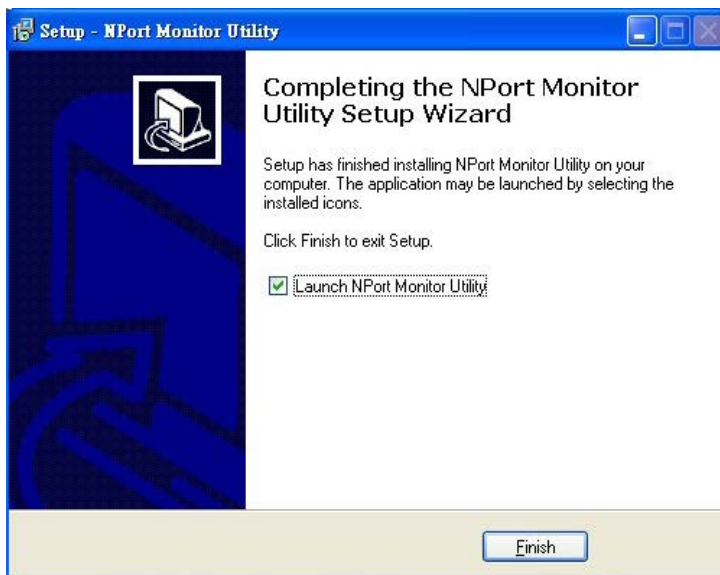 Setup - NPort Monitor Utility
Completing the NPort Monitor
Utility Setup Wizard
Setup has finished installing NPort Monitor Utility on your
computer. The application may be launched by selecting the
installed icons.
Click Finish to exit Setup.
Launch NPort Monitor Utility
Finish